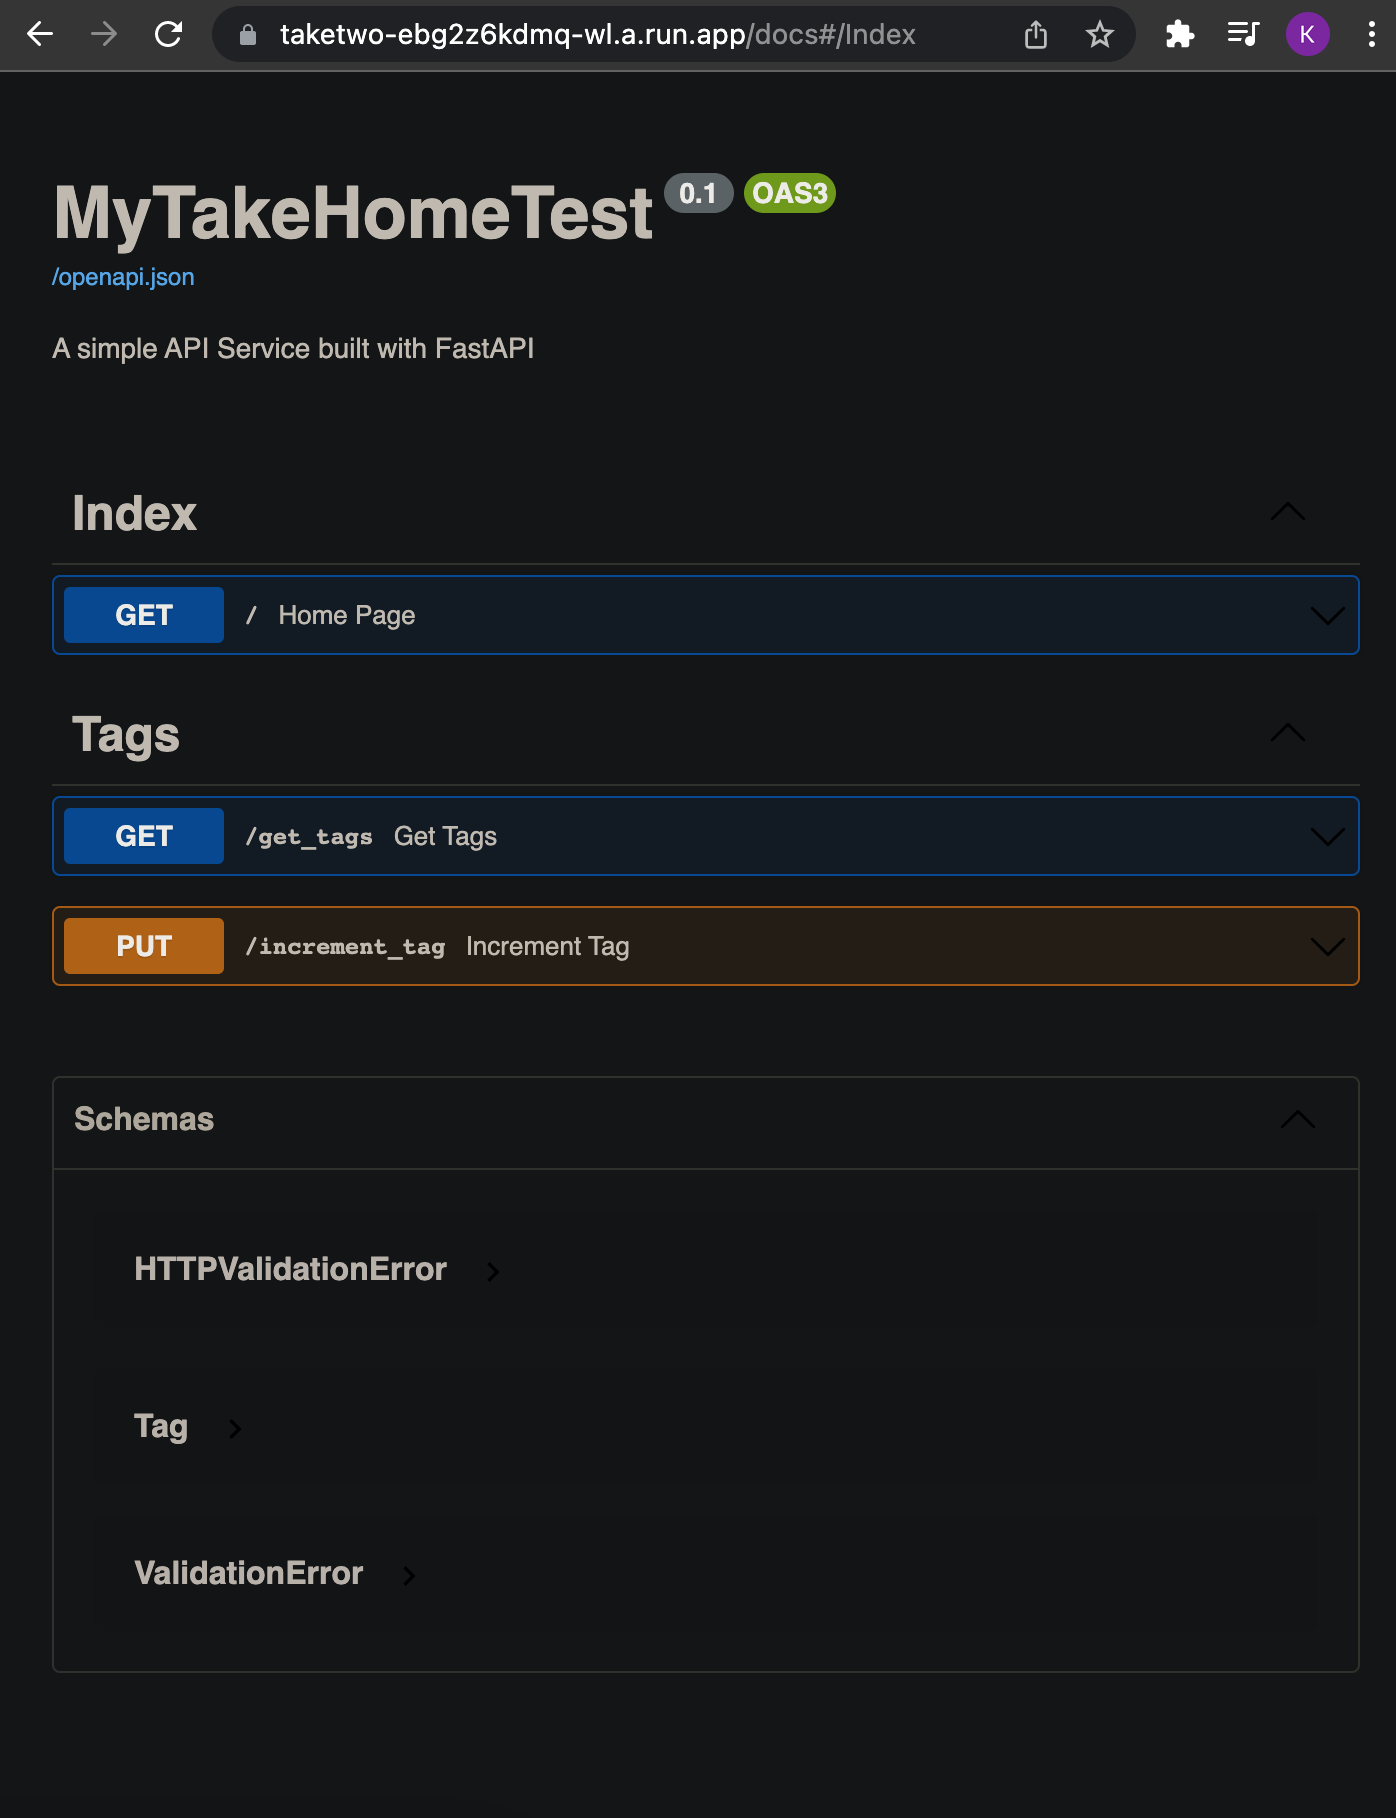 taketwo-ebg2z6kdmq-wl.a.run.app/docs#/Index
K
MyTakeHomeTest 0.1 OAS3
/openapi.json
A simple API Service built with FastAPI
Index
GET / Home Page
Tags
GET /get_tags Get Tags
PUT /increment_tag Increment Tag
Schemas
HTTPValidationError
Tag
ValidationError